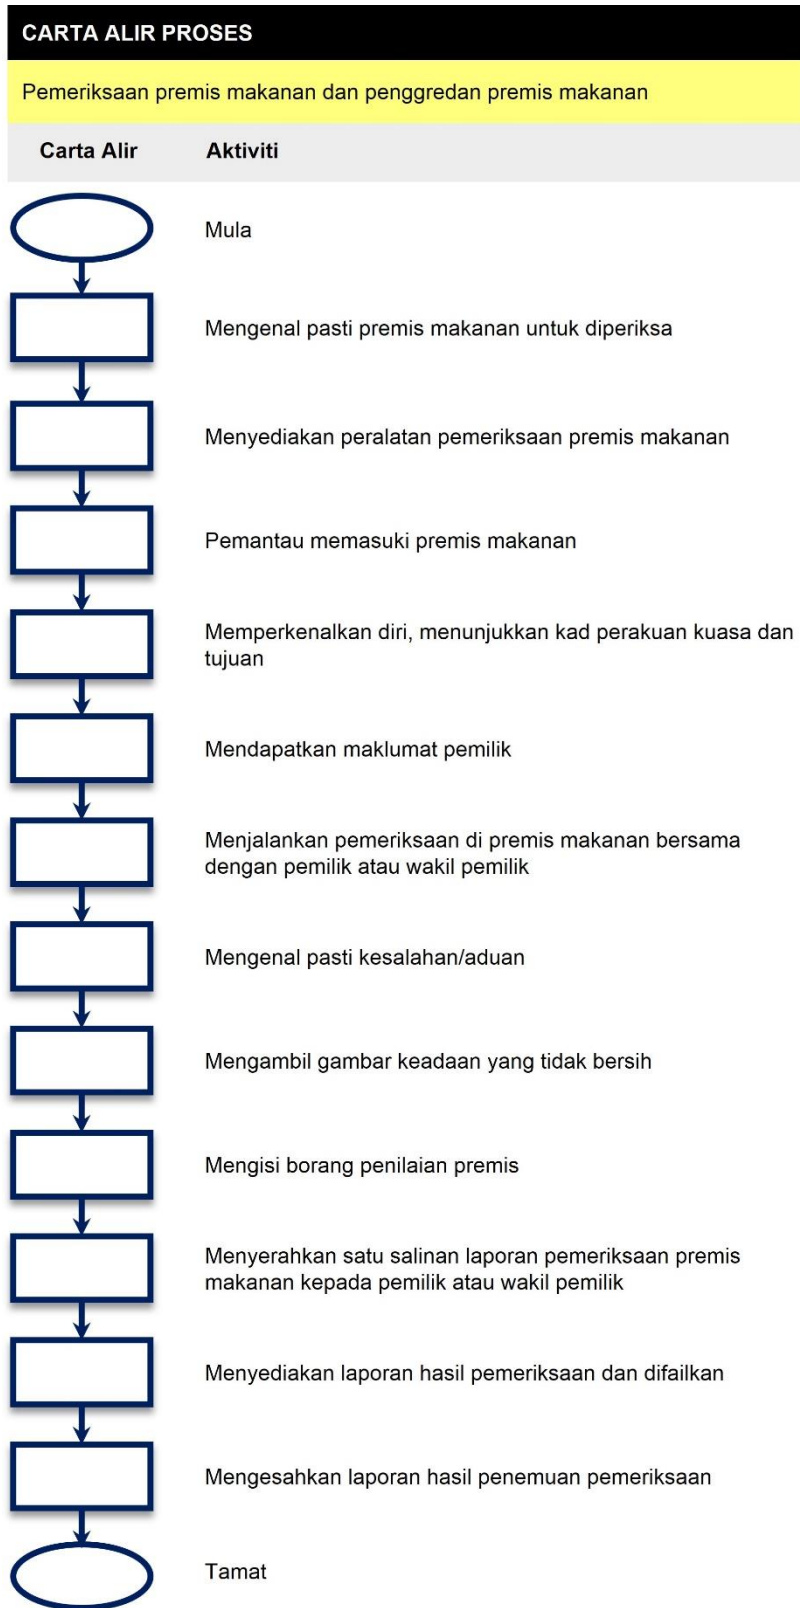 CARTA ALIR PROSES
Pemeriksaan premis makanan dan penggredan premis makanan
Carta Alir Aktiviti
Mula
Mengenal pasti premis makanan untuk diperiksa
Menyediakan peralatan pemeriksaan premis makanan
Pemantau memasuki premis makanan
Memperkenalkan diri, menunjukkan kad perakuan kuasa dan
tujuan
Mendapatkan maklumat pemilik
Menjalankan pemeriksaan di premis makanan bersama
dengan pemilik atau wakil pemilik
Mengenal pasti kesalahan/aduan
Mengambil gambar keadaan yang tidak bersih
Mengisi borang penilaian premis
Menyerahkan satu salinan laporan pemeriksaan premis
makanan kepada pemilik atau wakil pemilik
Menyediakan laporan hasil pemeriksaan dan difailkan
Mengesahkan laporan hasil penemuan pemeriksaan
Tamat